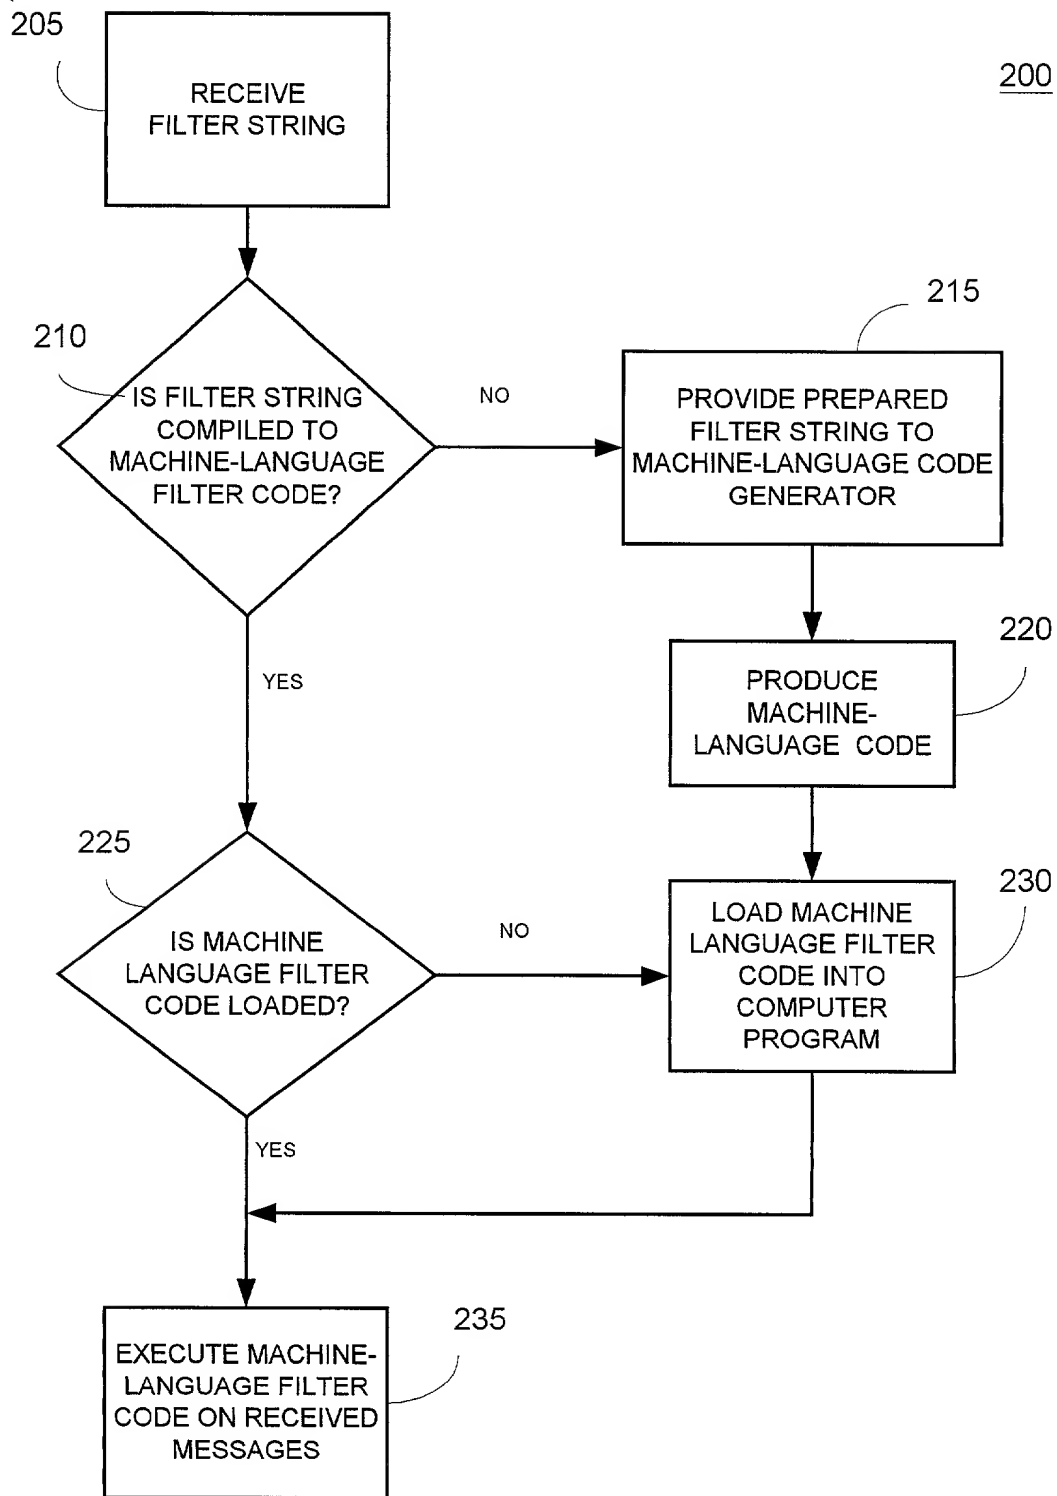 205
RECEIVE
FILTER STRING
200
210
IS FILTER STRING
COMPILED TO
MACHINE-LANGUAGE
FILTER CODE?
NO
215
PROVIDE PREPARED
FILTER STRING TO
MACHINE-LANGUAGE CODE
GENERATOR
YES
220
PRODUCE
MACHINE-
LANGUAGE CODE
225
IS MACHINE
LANGUAGE FILTER
CODE LOADED?
NO
230
LOAD MACHINE
LANGUAGE FILTER
CODE INTO
COMPUTER
PROGRAM
YES
235
EXECUTE MACHINE-
LANGUAGE FILTER
CODE ON RECEIVED
MESSAGES